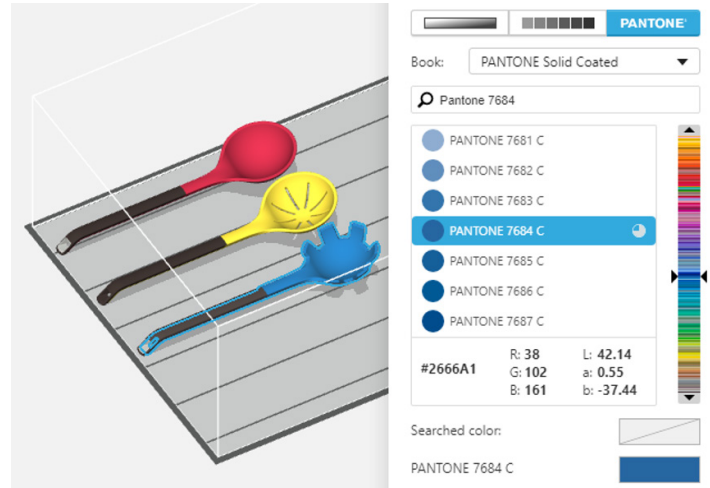 PANTONE®
Book: PANTONE Solid Coated
Pantone 7684
PANTONE 7681 C
PANTONE 7682 C
PANTONE 7683 C
PANTONE 7684 C
PANTONE 7685 C
PANTONE 7686 C
PANTONE 7687 C
#2666A1
R: 38 L: 42.14
G: 102 a: 0.55
B: 161 b: -37.44
Searched color:
PANTONE 7684 C